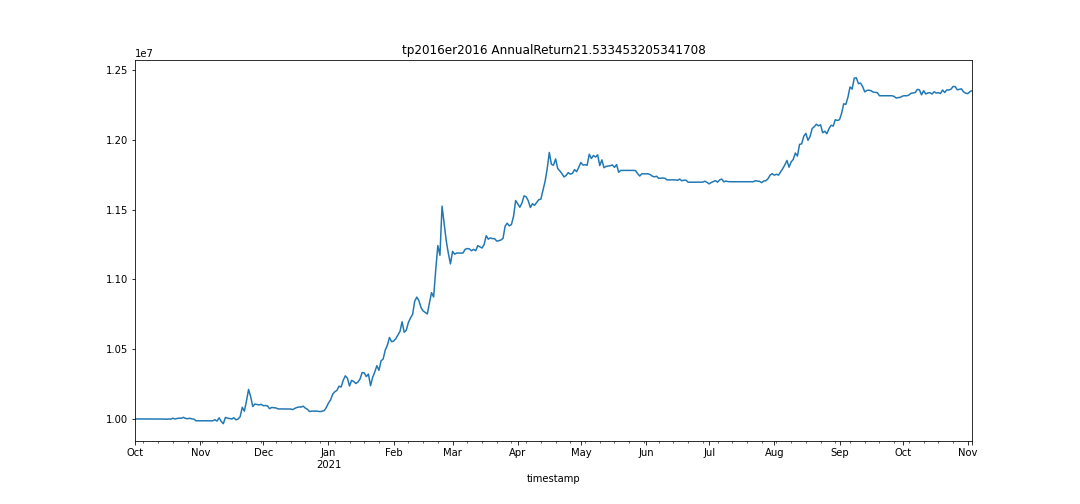 tp2016er2016 AnnualReturn21.533453205341708
1e7
1.25
1.20
1.15
1.10
1.05
1.00
Oct Nov Dec Jan Feb Mar Apr May Jun Jul Aug Sep Oct Nov
2021
timestamp